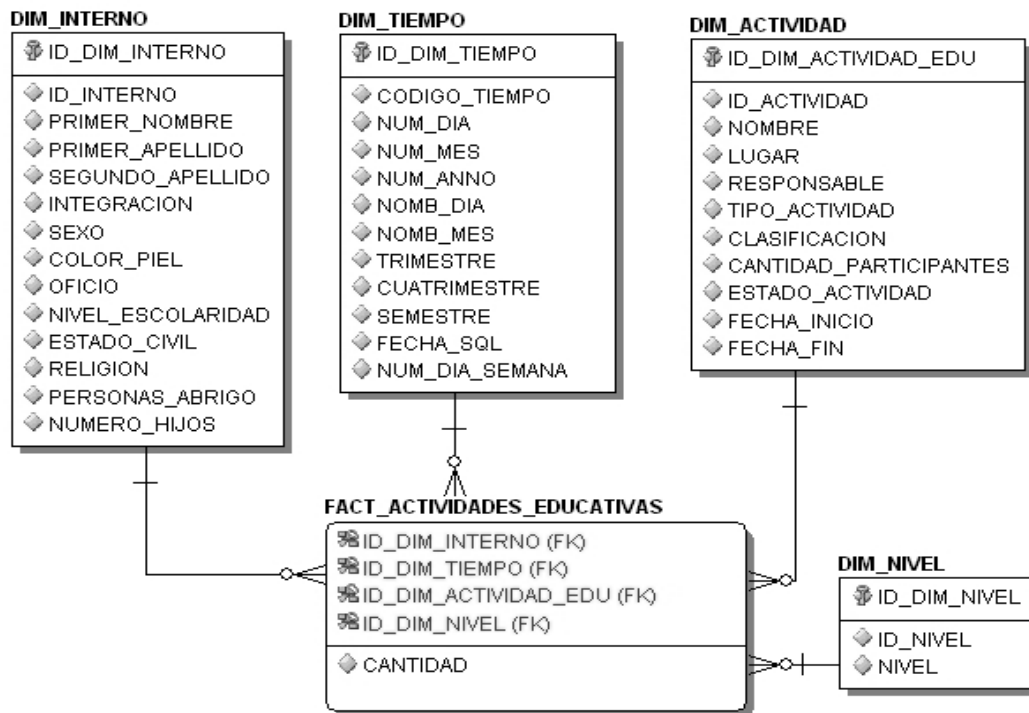 DIM_INTERNO
ID_DIM_INTERNO
ID_INTERNO
PRIMER_NOMBRE
PRIMER_APELLIDO
SEGUNDO_APELLIDO
INTEGRACION
SEXO
COLOR_PIEL
OFICIO
NIVEL_ESCOLARIDAD
ESTADO_CIVIL
RELIGION
PERSONAS_ABRIGO
NUMERO_HIJOS
DIM_TIEMPO
ID_DIM_TIEMPO
CODIGO_TIEMPO
NUM_DIA
NUM_MES
NUM_ANNO
NOMB_DIA
NOMB_MES
TRIMESTRE
CUATRIMESTRE
SEMESTRE
FECHA_SQL
NUM_DIA_SEMANA
DIM_ACTIVIDAD
ID_DIM_ACTIVIDAD_EDU
ID_ACTIVIDAD
NOMBRE
LUGAR
RESPONSABLE
TIPO_ACTIVIDAD
CLASIFICACION
CANTIDAD_PARTICIPANTES
ESTADO_ACTIVIDAD
FECHA_INICIO
FECHA_FIN
FACT_ACTIVIDADES_EDUCATIVAS
ID_DIM_INTERNO (FK)
ID_DIM_TIEMPO (FK)
ID_DIM_ACTIVIDAD_EDU (FK)
ID_DIM_NIVEL (FK)
CANTIDAD
DIM_NIVEL
ID_DIM_NIVEL
ID_NIVEL
NIVEL